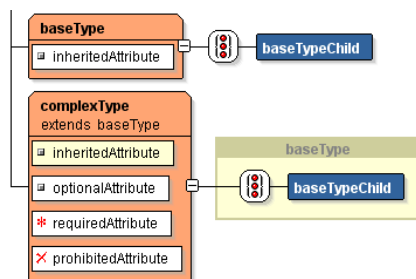 baseType
inheritedAttribute
baseTypeChild
complexType
extends baseType
inheritedAttribute
optionalAttribute
requiredAttribute
prohibitedAttribute
baseType
baseTypeChild